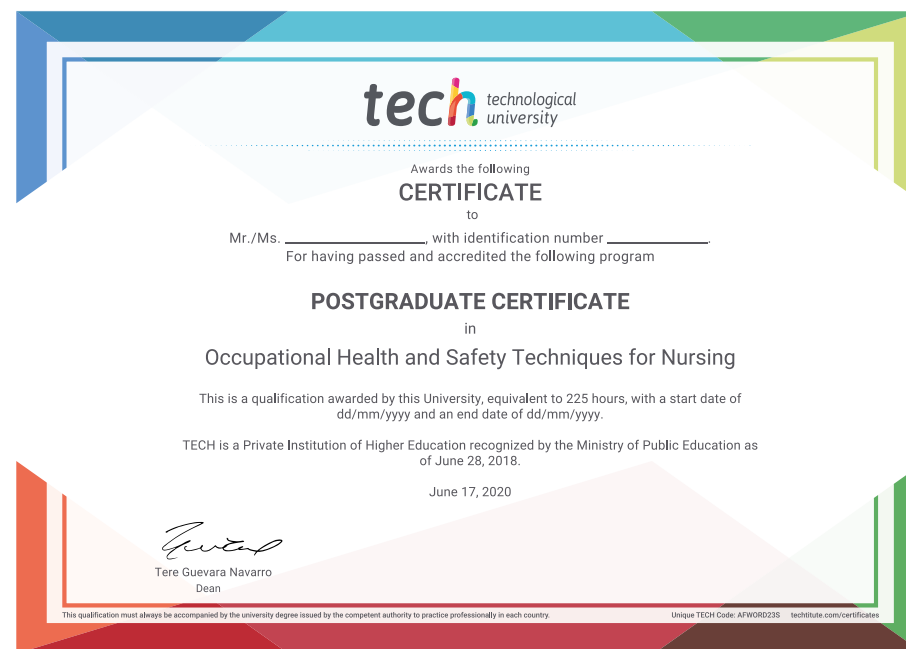 tech technological
university
Awards the following
CERTIFICATE
to
Mr./Ms. ____________________, with identification number ______________.
For having passed and accredited the following program
POSTGRADUATE CERTIFICATE
in
Occupational Health and Safety Techniques for Nursing
This is a qualification awarded by this University, equivalent to 225 hours, with a start date of
dd/mm/yyyy and an end date of dd/mm/yyyy.
TECH is a Private Institution of Higher Education recognized by the Ministry of Public Education as
of June 28, 2018.
June 17, 2020
Tere Guevara Navarro
Dean
This qualification must always be accompanied by the university degree issued by the competent authority to practice professionally in each country. Unique TECH Code: AFWORD23S techtitute.com/certificates